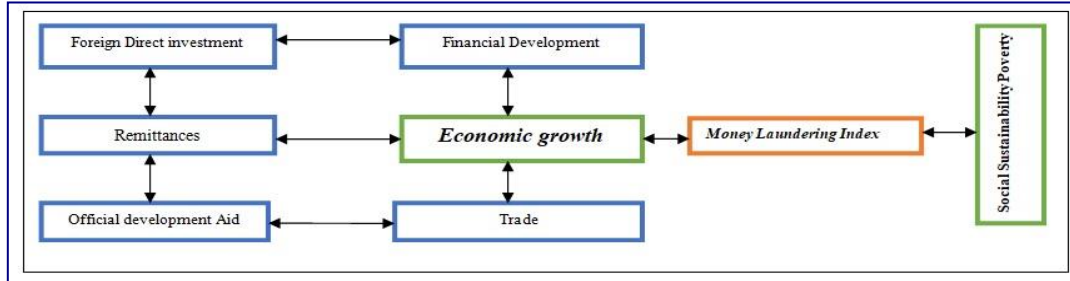 Foreign Direct investment
Financial Development
Remittances
Economic growth
Money Laundering Index
Social Sustainability Poverty
Official development Aid
Trade